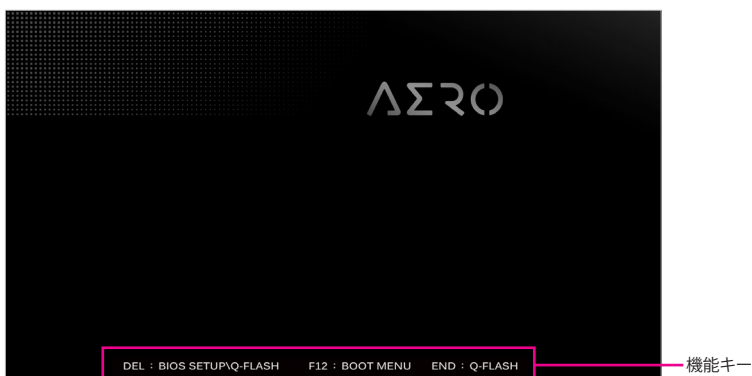 AERO
DEL : BIOS SETUP\Q-FLASH F12 : BOOT MENU END : Q-FLASH
機能キー